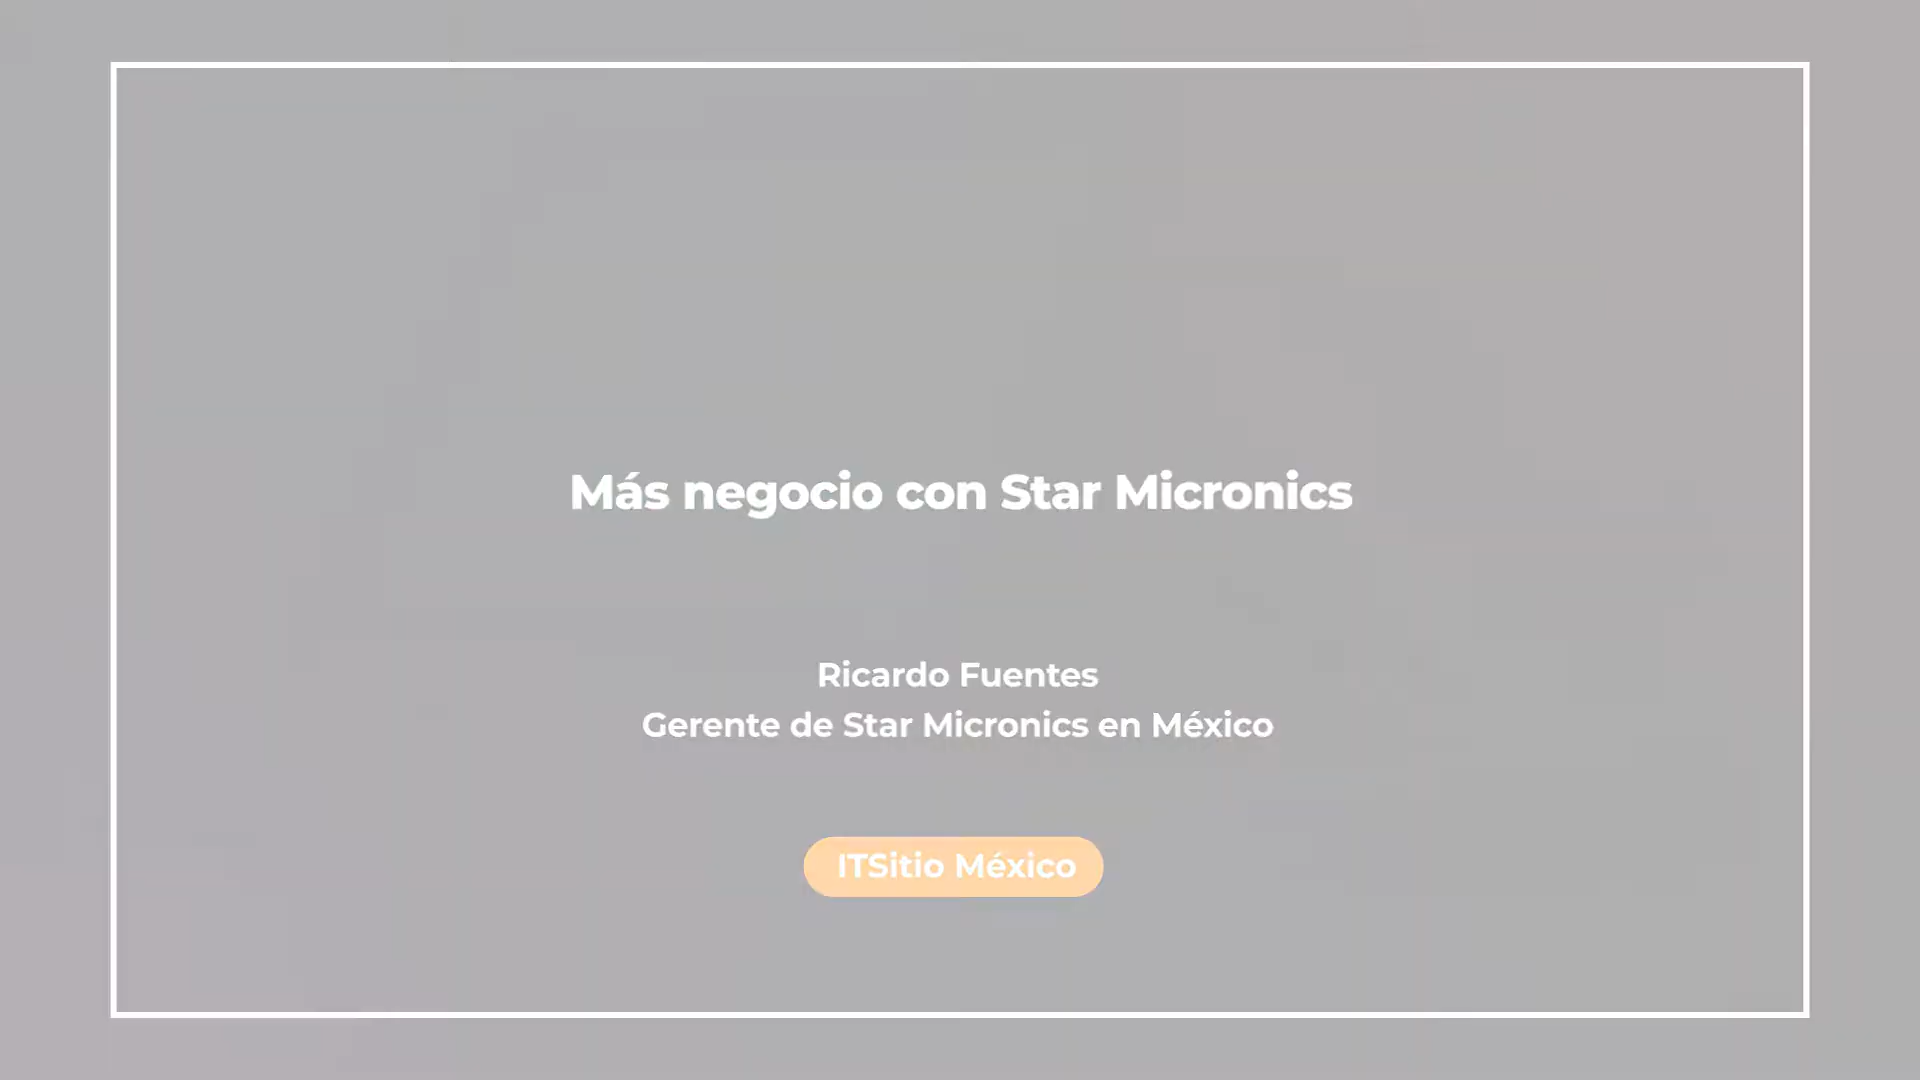 Más negocio con Star Micronics
Ricardo Fuentes
Gerente de Star Micronics en México
ITSitio México